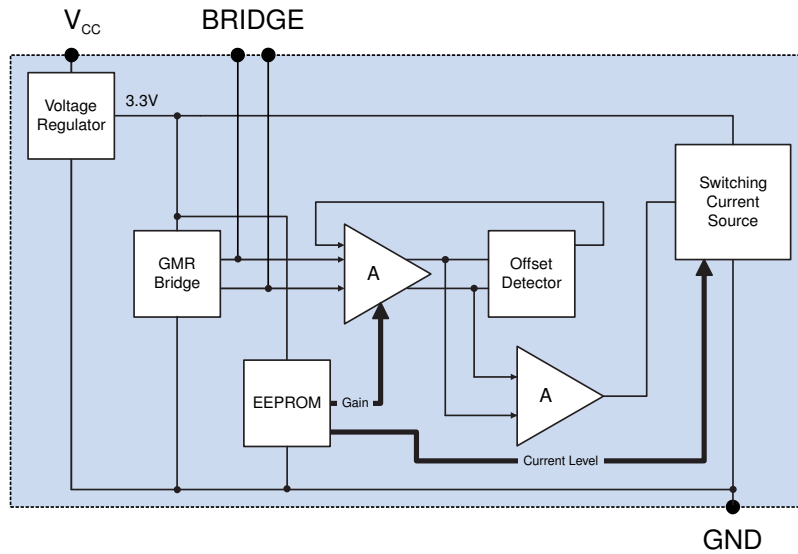 VCC
BRIDGE
Voltage
Regulator
3.3V
Switching
Current
Source
GMR
Bridge
A
Offset
Detector
EEPROM
Gain
A
Current Level
GND